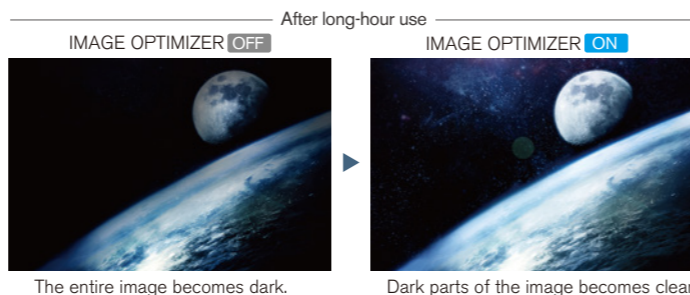 After long-hour use
IMAGE OPTIMIZER OFF
IMAGE OPTIMIZER ON
The entire image becomes dark.
Dark parts of the image becomes clear